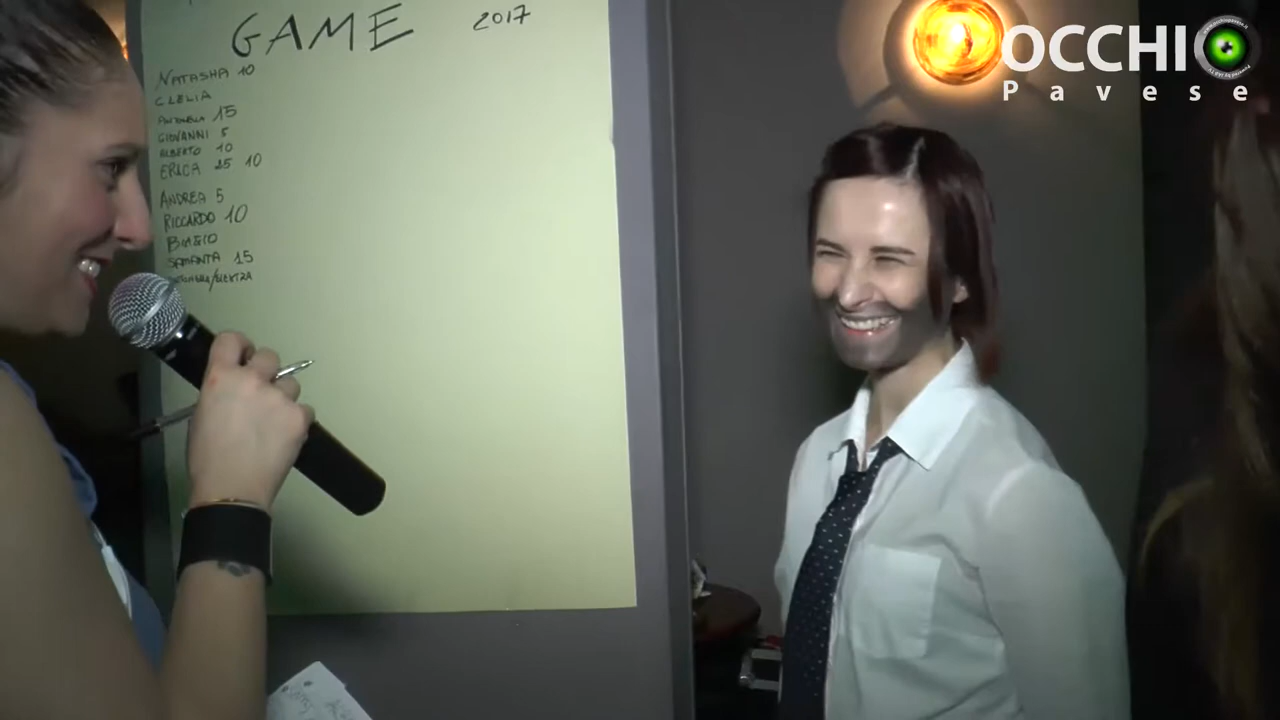 GAME 2017
NATASHA 10
CLELIA
ANTONELLA 15
GIOVANNI 5
ALBERTO 10
ERICA 25 10
ANDREA 5
RICCARDO 10
BIAGIO
SAMANTA 15
/ELEKTRA
OCCHIO
Pavese